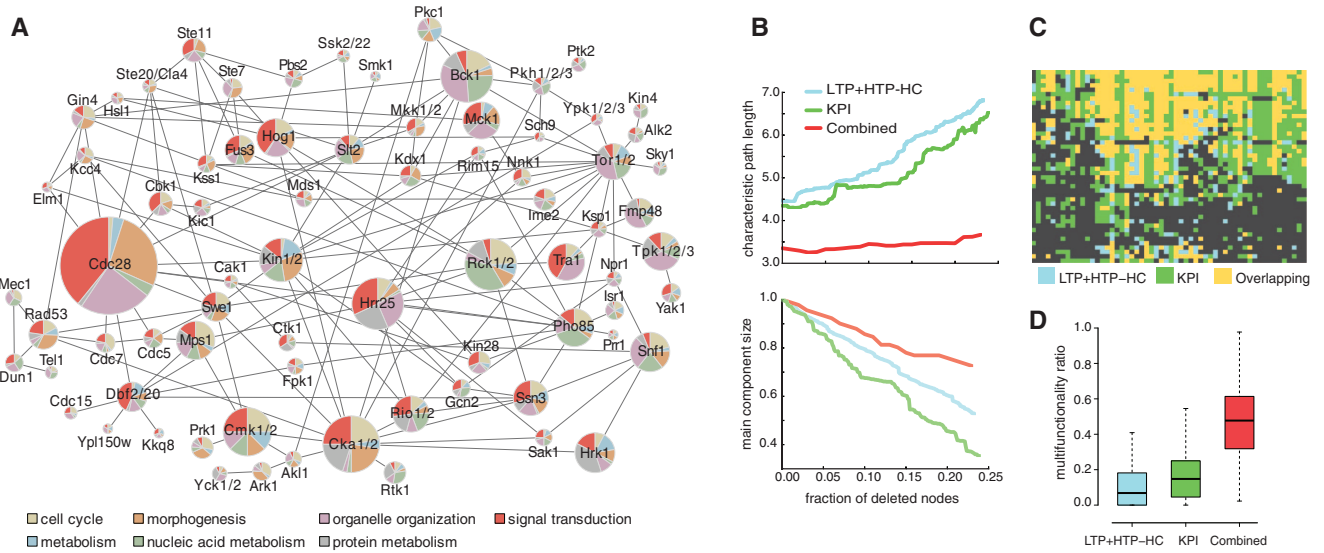 A
Pkc1
Ste11
Ssk2/22
Ptk2
Ste20/Cla4
Ste7
Pbs2
Smk1
Bck1
Pkh1/2/3
Gin4
Hsl1
Mkk1/2
Ypk1/2/3
Kin4
Hog1
Mck1
Sch9
Alk2
Fus3
Slt2
Kcc4
Kss1
Kdx1
Rim15
Nnk1
Tor1/2
Sky1
Elm1
Cbk1
Mds1
Kic1
Ime2
Ksp1
Fmp48
Cdc28
Kin1/2
Rck1/2
Tra1
Tpk1/2/3
Cak1
Npr1
Mec1
Swe1
Hrr25
Isr1
Yak1
Rad53
Pho85
Cdc7
Cdc5
Mps1
Ctk1
Kin28
Prr1
Snf1
Tel1
Dun1
Fpk1
Gcn2
Cdc15
Dbf2/20
Rio1/2
Ssn3
Ypl150w
Kkq8
Prk1
Cmk1/2
Cka1/2
Sak1
Hrk1
Yck1/2
Ark1
Akl1
Rtk1
cell cycle
morphogenesis
organelle organization
signal transduction
metabolism
nucleic acid metabolism
protein metabolism
B
characteristic path length
7.0
6.0
5.0
4.0
3.0
LTP+HTP-HC
KPI
Combined
main component size
1.0
0.8
0.6
0.4
0.00
0.05
0.10
0.15
0.20
0.25
fraction of deleted nodes
C
LTP+HTP−HC
KPI
Overlapping
D
multifunctionality ratio
1.0
0.8
0.6
0.4
0.2
0.0
LTP+HTP−HC
KPI
Combined